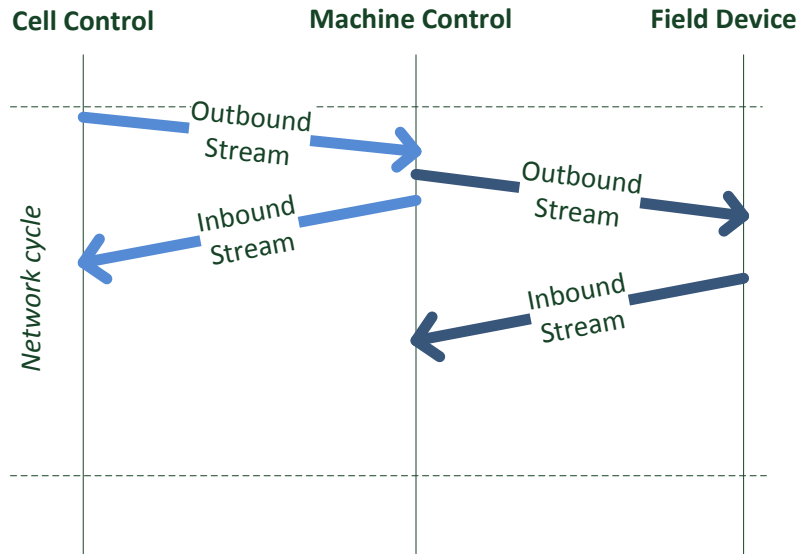 Cell Control
Machine Control
Field Device
Outbound
Stream
Outbound
Stream
Inbound
Stream
Inbound
Stream
Network cycle